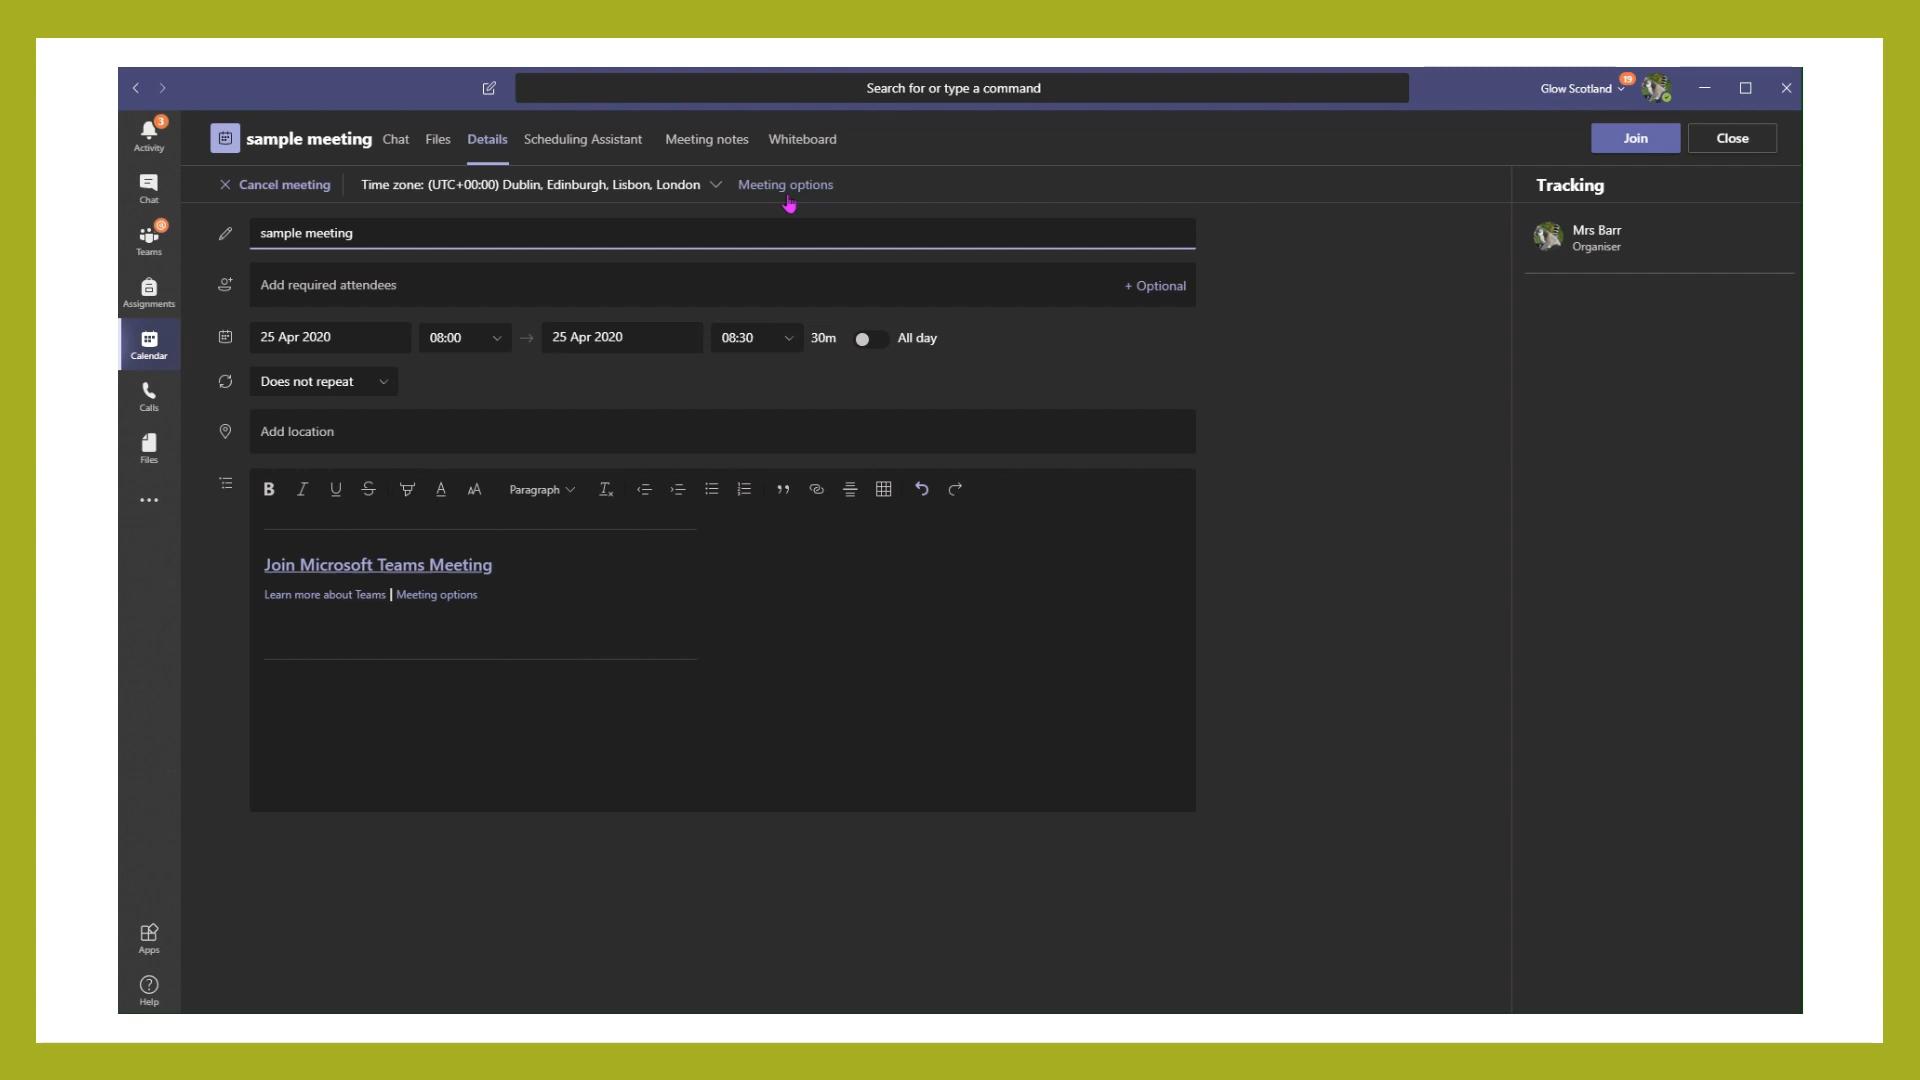 Search for or type a command
Glow Scotland
19
3
Activity
Chat
@
Teams
Assignments
Calendar
Calls
Files
Apps
Help
sample meeting Chat Files Details Scheduling Assistant Meeting notes Whiteboard
Join Close
Cancel meeting Time zone: (UTC+00:00) Dublin, Edinburgh, Lisbon, London Meeting options
sample meeting
Add required attendees + Optional
25 Apr 2020 08:00 → 25 Apr 2020 08:30 30m All day
Does not repeat
Add location
B I U S A AA Paragraph Tx
Join Microsoft Teams Meeting
Learn more about Teams | Meeting options
Tracking
Mrs Barr
Organiser